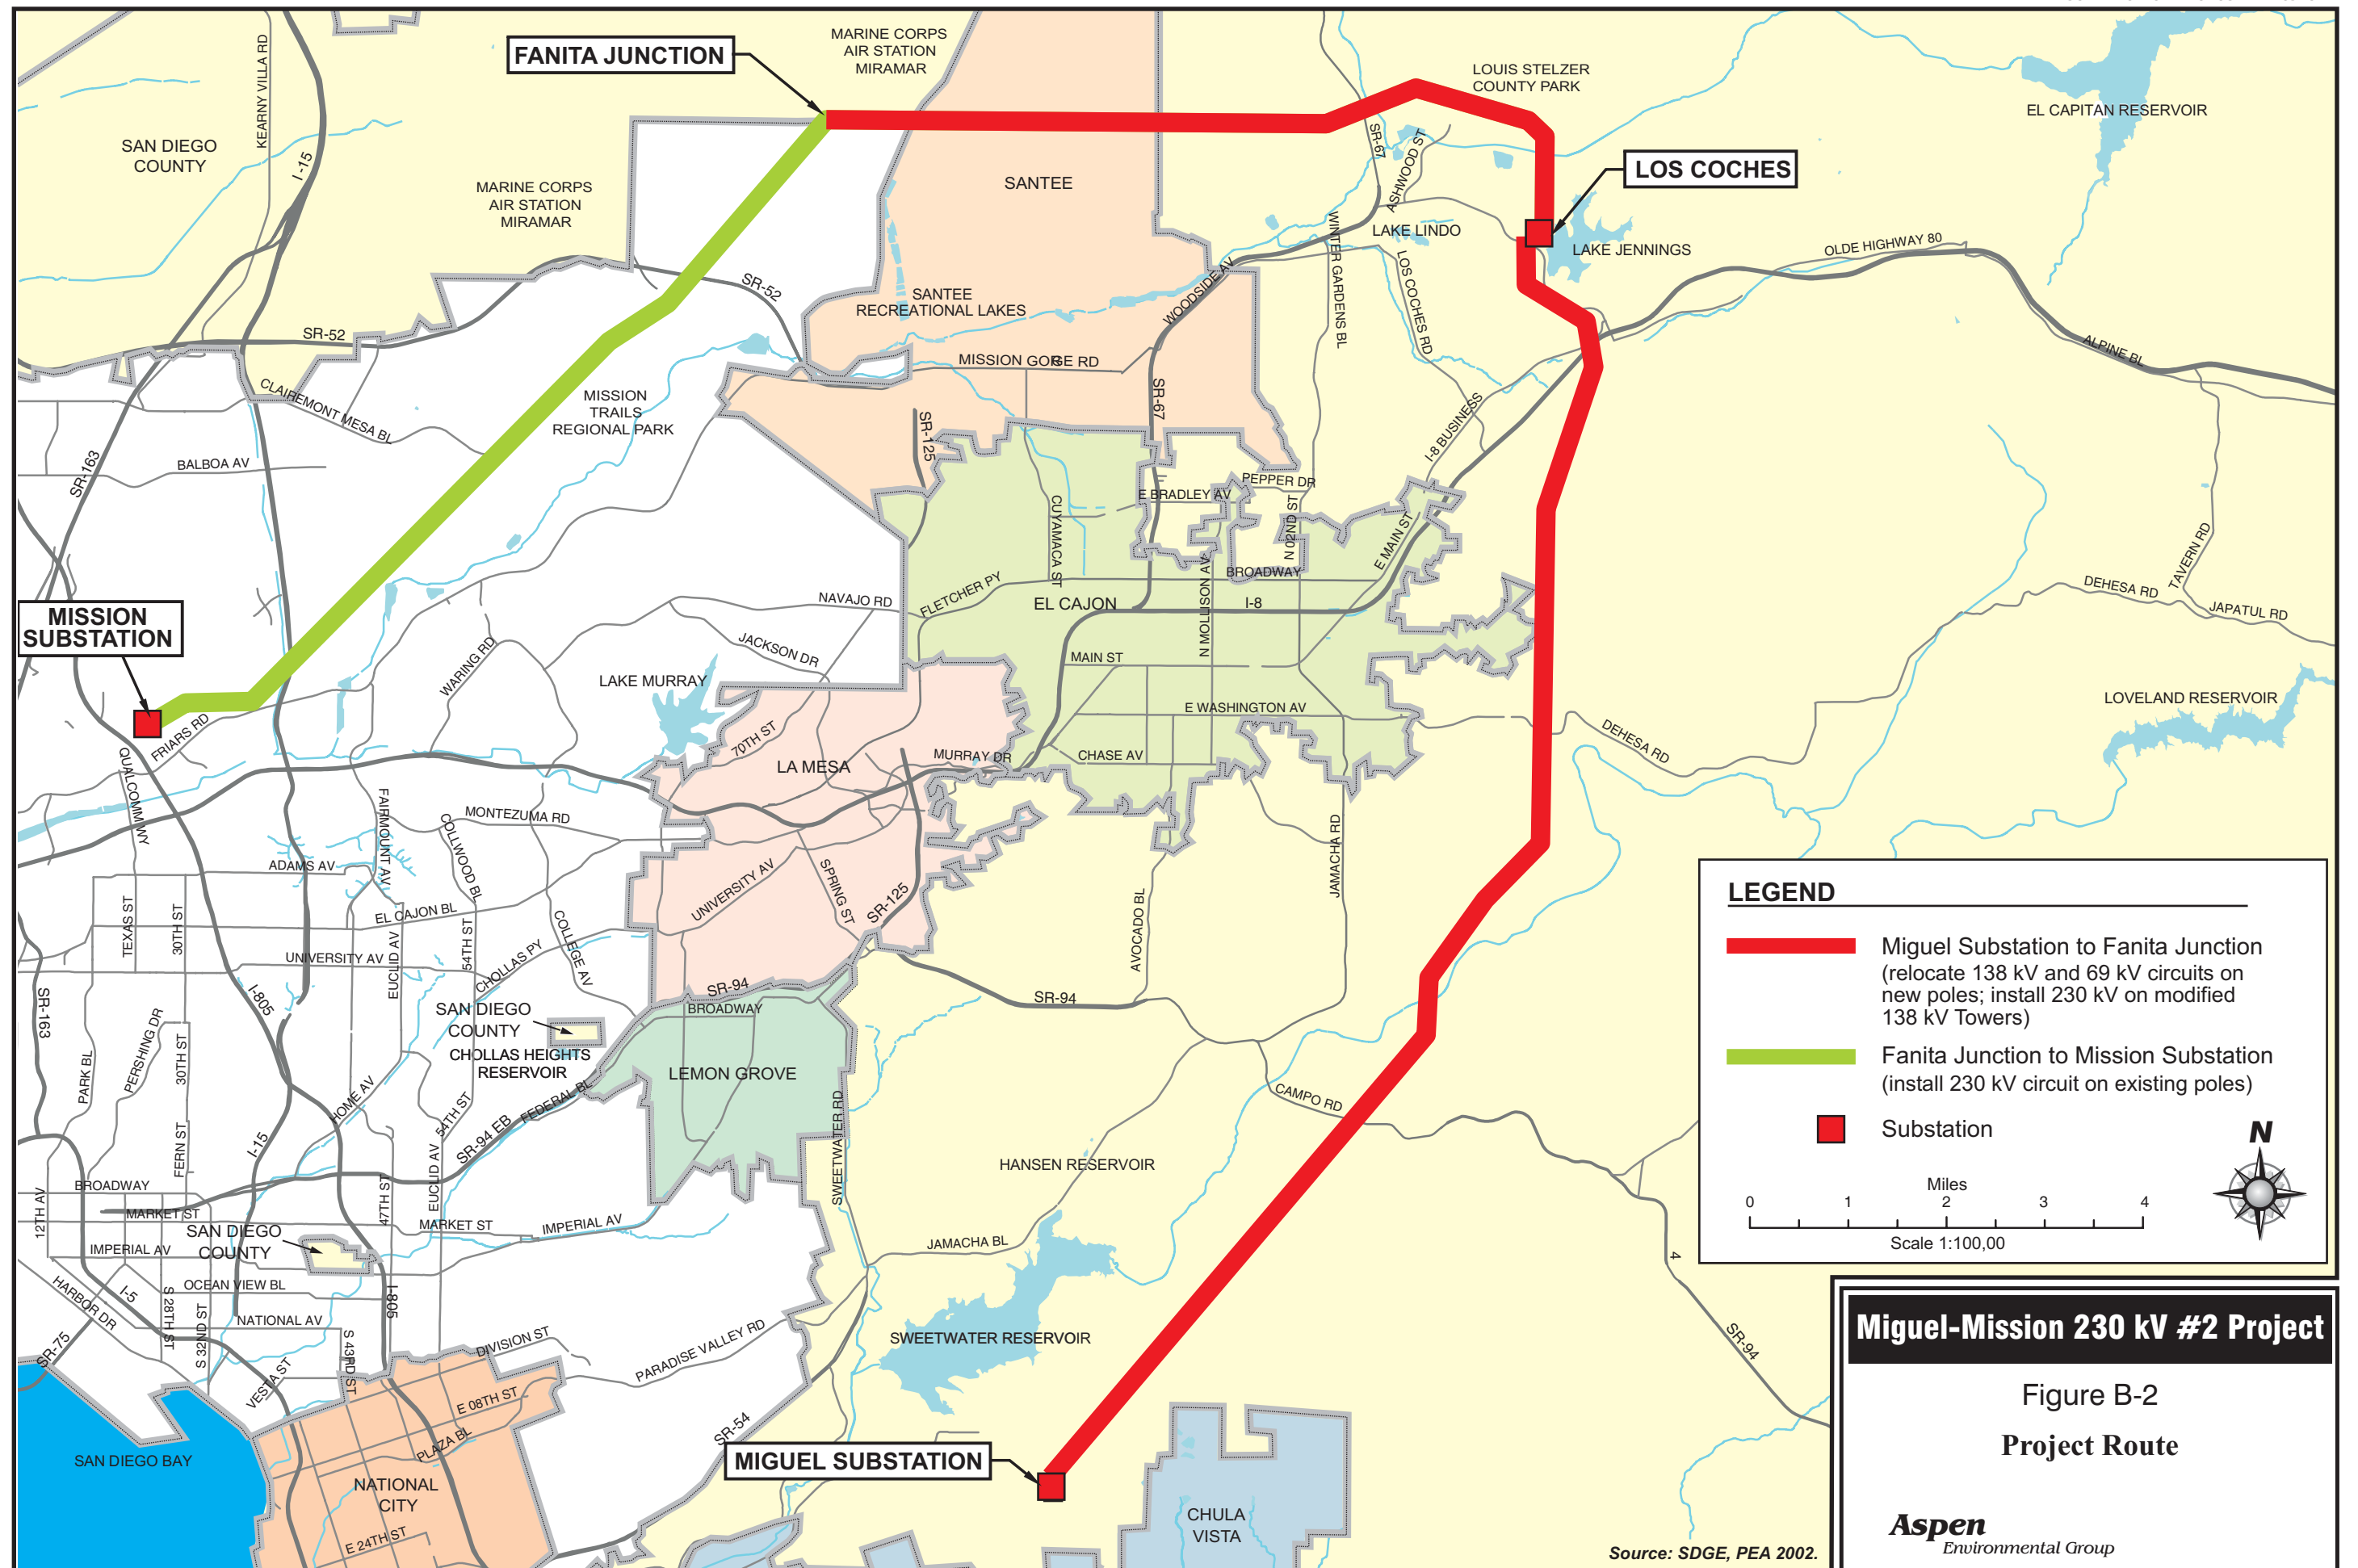 FANITA JUNCTION
MARINE CORPS
AIR STATION
MIRAMAR
LOUIS STELZER
COUNTY PARK
EL CAPITAN RESERVOIR
KEARNY VILLA RD
SAN DIEGO
COUNTY
I-15
MARINE CORPS
AIR STATION
MIRAMAR
SANTEE
SR-67
ASHWOOD ST
LOS COCHES
LAKE LINDO
LAKE JENNINGS
OLDE HIGHWAY 80
WINTER GARDENS BL
LOS COCHES RD
WOODSIDE AV
SR-52
SANTEE
RECREATIONAL LAKES
SR-52
MISSION GORGE RD
ALPINE BL
CLAIREMONT MESA BL
MISSION
TRAILS
REGIONAL PARK
SR-67
SR-125
I-8 BUSINESS
SR-163
BALBOA AV
PEPPER DR
E BRADLEY AV
CUYAMACA ST
N 02ND ST
E MAIN ST
TAVERN RD
BROADWAY
N MOLLISON AV
DEHESA RD
JAPATUL RD
MISSION
SUBSTATION
NAVAJO RD
FLETCHER PY
EL CAJON
I-8
WARING RD
JACKSON DR
MAIN ST
LAKE MURRAY
LOVELAND RESERVOIR
E WASHINGTON AV
FRIARS RD
70TH ST
DEHESA RD
QUALCOMM WY
LA MESA
MURRAY DR
CHASE AV
FAIRMOUNT AV
COLLWOOD BL
MONTEZUMA RD
JAMACHA RD
ADAMS AV
UNIVERSITY AV
SPRING ST
SR-125
AVOCADO BL
TEXAS ST
30TH ST
EL CAJON BL
54TH ST
COLLEGE AV
EUCLID AV
UNIVERSITY AV
CHOLLAS PY
SR-163
I-805
SR-94
BROADWAY
SR-94
SAN DIEGO
COUNTY
CHOLLAS HEIGHTS
RESERVOIR
PERSHING DR
30TH ST
PARK BL
LEMON GROVE
HOME AV
54TH ST
FEDERAL BL
SR-94 EB
CAMPO RD
SWEETWATER RD
I-15
FERN ST
EUCLID AV
HANSEN RESERVOIR
12TH AV
BROADWAY
47TH ST
MARKET ST
MARKET ST
IMPERIAL AV
SAN DIEGO
COUNTY
IMPERIAL AV
JAMACHA BL
4
HARBOR DR
I-5
OCEAN VIEW BL
S 28TH ST
S 32ND ST
I-805
NATIONAL AV
S 43RD ST
DIVISION ST
PARADISE VALLEY RD
SWEETWATER RESERVOIR
SR-94
SR-75
VESTA ST
E 08TH ST
PLAZA BL
SR-54
SAN DIEGO BAY
NATIONAL
CITY
MIGUEL SUBSTATION
E 24TH ST
CHULA
VISTA
LEGEND
Miguel Substation to Fanita Junction
(relocate 138 kV and 69 kV circuits on
new poles; install 230 kV on modified
138 kV Towers)
Fanita Junction to Mission Substation
(install 230 kV circuit on existing poles)
Substation
N
Miles
0 1 2 3 4
Scale 1:100,00
Miguel-Mission 230 kV #2 Project
Figure B-2
Project Route
Aspen
Environmental Group
Source: SDGE, PEA 2002.